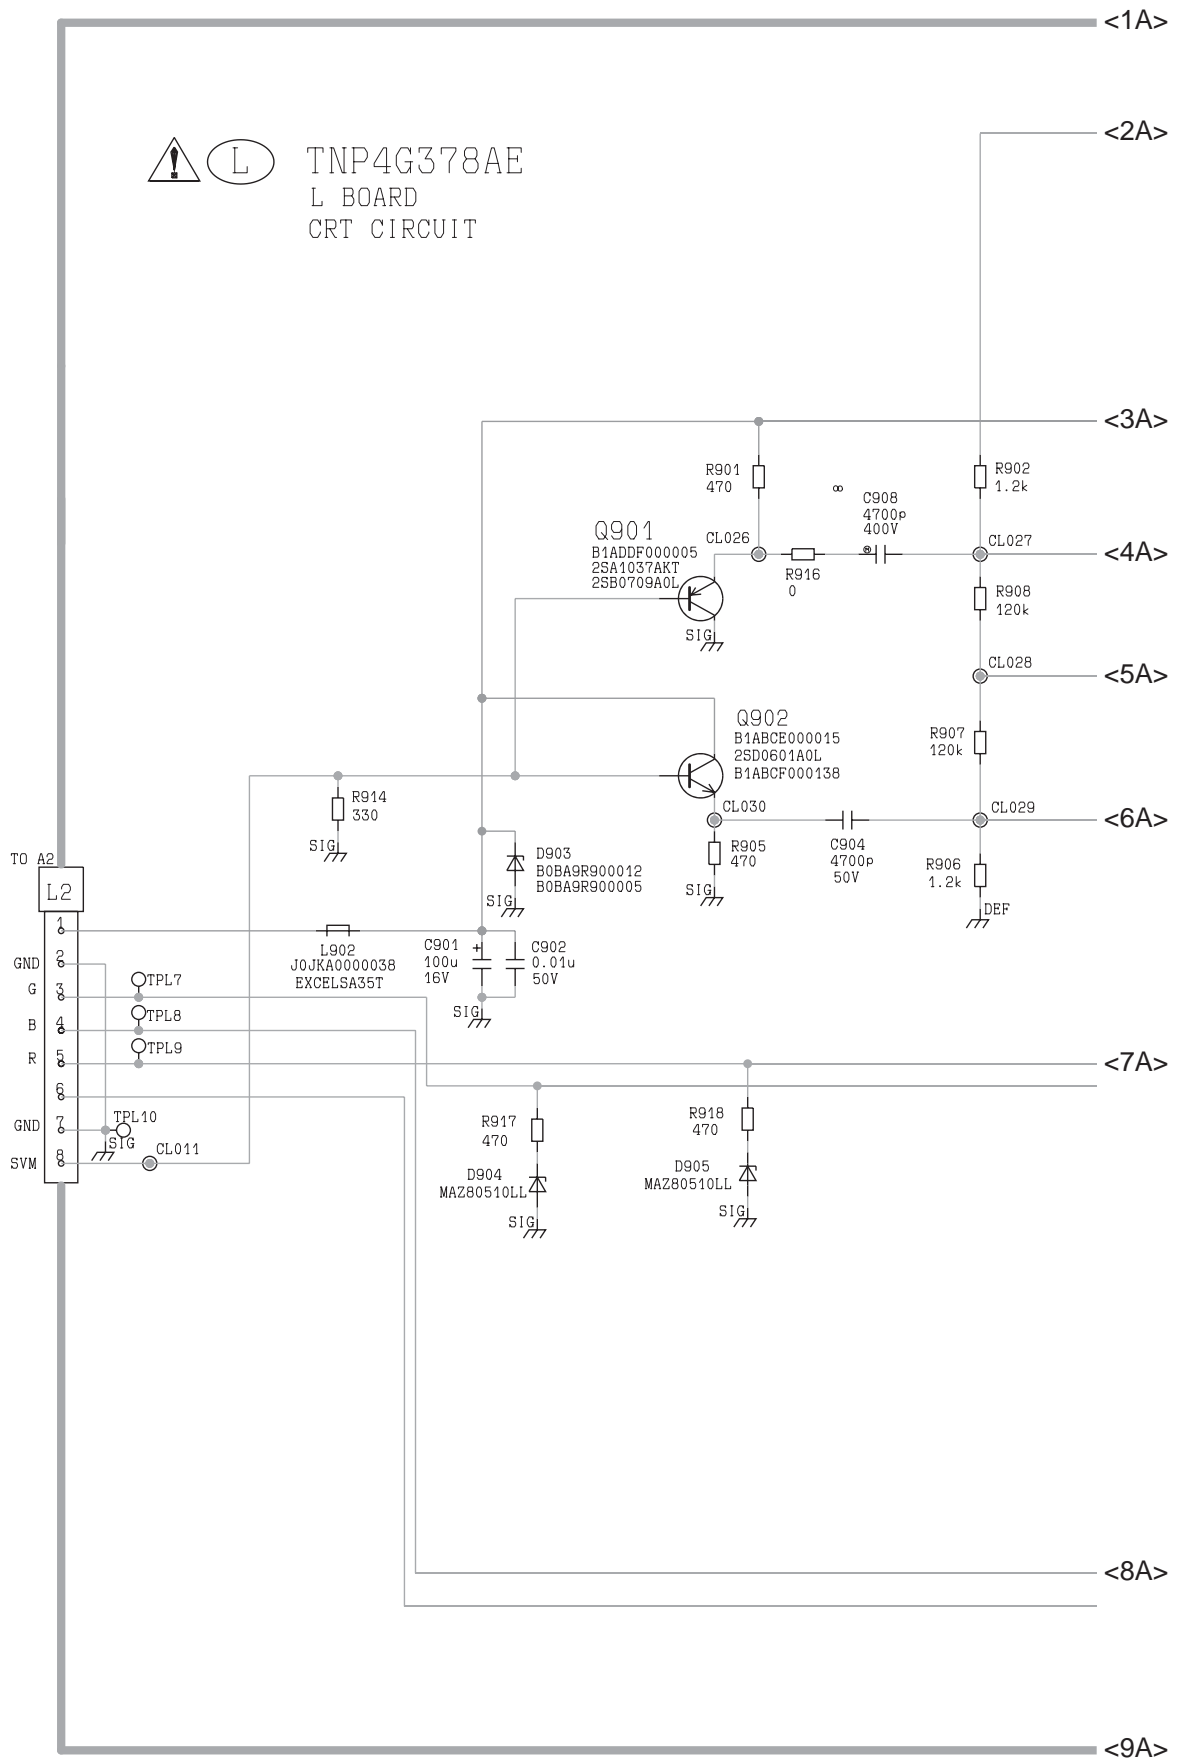 <1A>
<2A>
L
TNP4G378AE
L BOARD
CRT CIRCUIT
<3A>
R901
470
R902
1.2k
C908
4700p
400V
Q901
B1ADDF000005
2SA1037AKT
2SB0709A0L
CL026
CL027
<4A>
R916
0
R908
120k
SIG
CL028
<5A>
Q902
B1ABCE000015
2SD0601A0L
B1ABCF000138
R907
120k
R914
330
SIG
CL030
CL029
<6A>
R905
470
C904
4700p
50V
D903
B0BA9R900012
B0BA9R900005
R906
1.2k
SIG
SIG
DEF
TO A2
L2
1
L902
J0JKA0000038
EXCELSA35T
C901
+
100u
16V
C902
0.01u
50V
SIG
GND
2
G
3
TPL7
B
4
TPL8
R
5
TPL9
<7A>
6
GND
7
TPL10
SIG
SVM
8
CL011
R917
470
R918
470
D904
MAZ80510LL
D905
MAZ80510LL
SIG
SIG
<8A>
<9A>